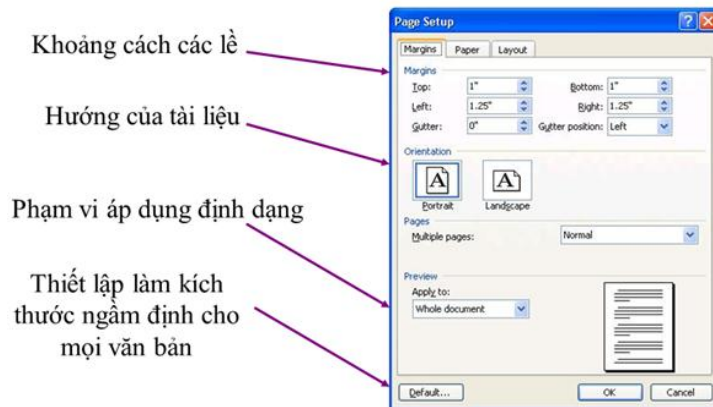 Khoảng cách các lề
Hướng của tài liệu
Phạm vi áp dụng định dạng
Thiết lập làm kích
thước ngầm định cho
mọi văn bản
Page Setup
Margins Paper Layout
Margins
Top: 1" Bottom: 1"
Left: 1.25" Right: 1.25"
Gutter: 0" Gutter position: Left
Orientation
A A
Portrait Landscape
Pages
Multiple pages: Normal
Preview
Apply to:
Whole document
Default... OK Cancel